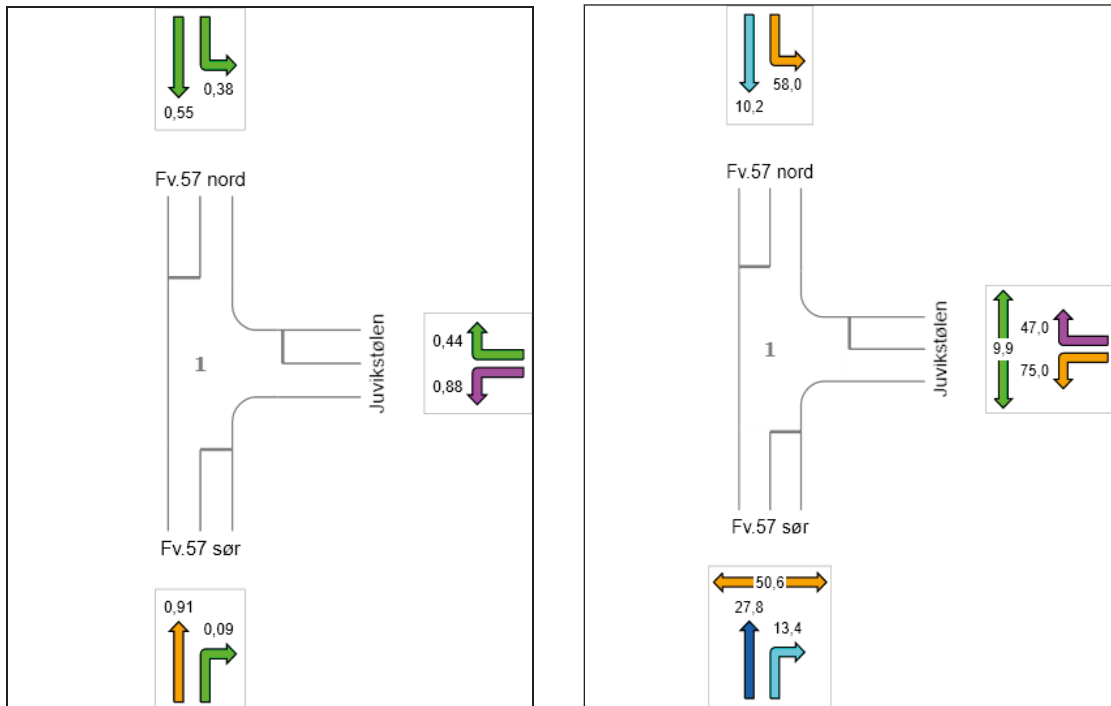 0,38
0,55
Fv.57 nord
0,44
0,88
Juvikstølen
1
Fv.57 sør
0,91
0,09
58,0
10,2
Fv.57 nord
47,0
9,9
75,0
Juvikstølen
1
Fv.57 sør
50,6
27,8
13,4